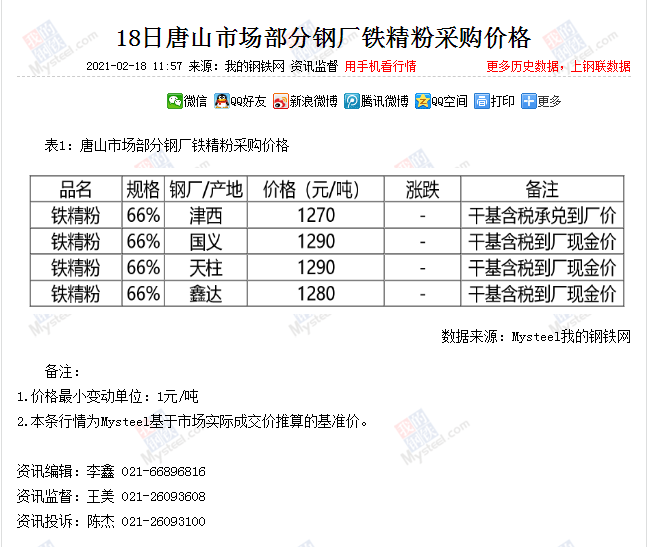 18日唐山市场部分钢厂铁精粉采购价格
2021-02-18 11:57 来源：我的钢铁网 资讯监督 用手机看行情 更多历史数据，上钢联数据
微信 QQ好友 新浪微博 腾讯微博 QQ空间 打印 更多
表1：唐山市场部分钢厂铁精粉采购价格
品名 规格 钢厂/产地 价格（元/吨） 涨跌 备注
铁精粉 66% 津西 1270 - 干基含税承兑到厂价
铁精粉 66% 国义 1290 - 干基含税到厂现金价
铁精粉 66% 天柱 1290 - 干基含税到厂现金价
铁精粉 66% 鑫达 1280 - 干基含税到厂现金价
数据来源：Mysteel我的钢铁网
备注：
1.价格最小变动单位：1元/吨
2.本条行情为Mysteel基于市场实际成交价推算的基准价。
资讯编辑：李鑫 021-66896816
资讯监督：王美 021-26093608
资讯投诉：陈杰 021-26093100